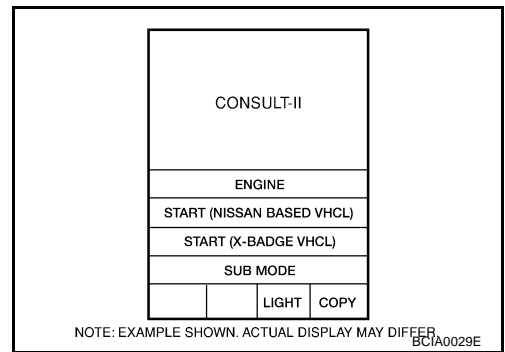 CONSULT-II
ENGINE
START (NISSAN BASED VHCL)
START (X-BADGE VHCL)
SUB MODE
LIGHT COPY
NOTE: EXAMPLE SHOWN. ACTUAL DISPLAY MAY DIFFER.
BCIA0029E